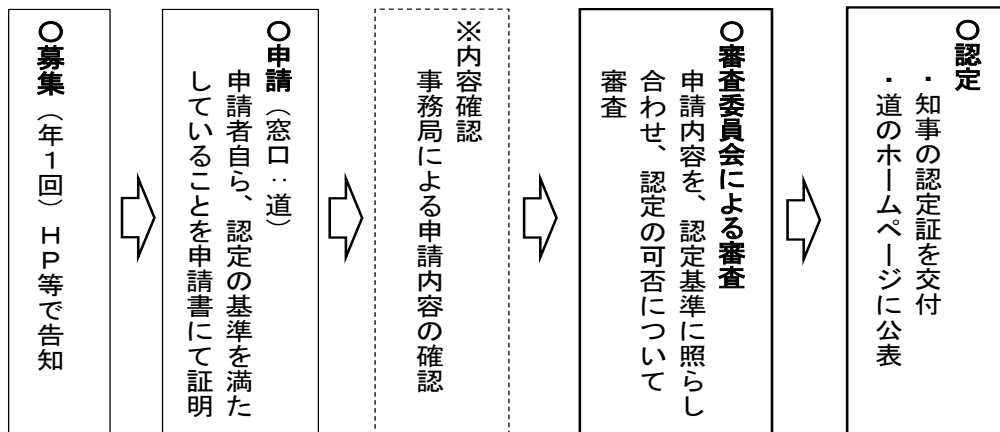 ○募集（年１回）ＨＰ等で告知
○申請（窓口：道）
申請者自ら、認定の基準を満た
していることを申請書にて証明
※内容確認
事務局による申請内容の確認
○審査委員会による審査
申請内容を、認定基準に照らし
合わせ、認定の可否について
審査
○認定
・知事の認定証を交付
・道のホームページに公表